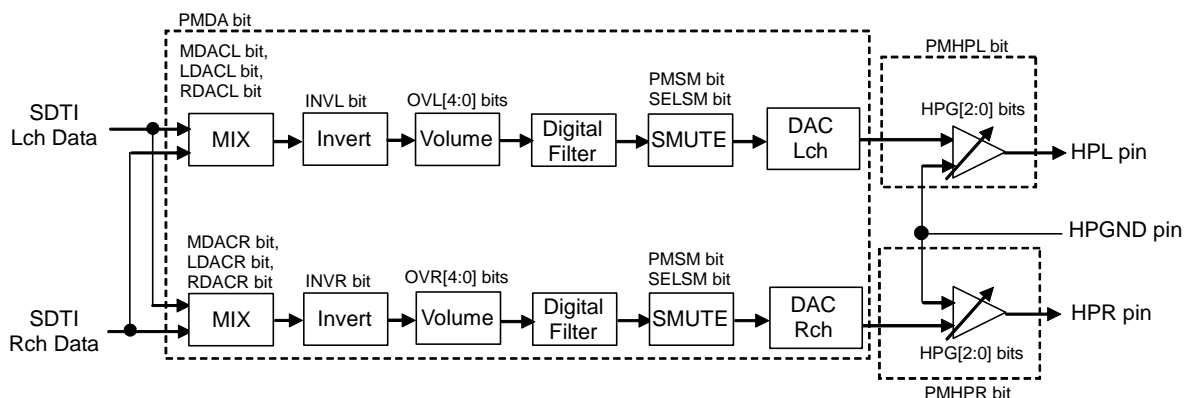 PMDA bit
MDACL bit,
LDACL bit,
RDACL bit
SDTI
Lch Data
MIX
INVL bit
Invert
OVL[4:0] bits
Volume
Digital
Filter
PMSM bit
SELSM bit
SMUTE
DAC
Lch
PMHPL bit
HPG[2:0] bits
HPL pin
HPGND pin
MDACR bit,
LDACR bit,
RDACR bit
SDTI
Rch Data
MIX
INVR bit
Invert
OVR[4:0] bits
Volume
Digital
Filter
PMSM bit
SELSM bit
SMUTE
DAC
Rch
HPR pin
HPG[2:0] bits
PMHPR bit